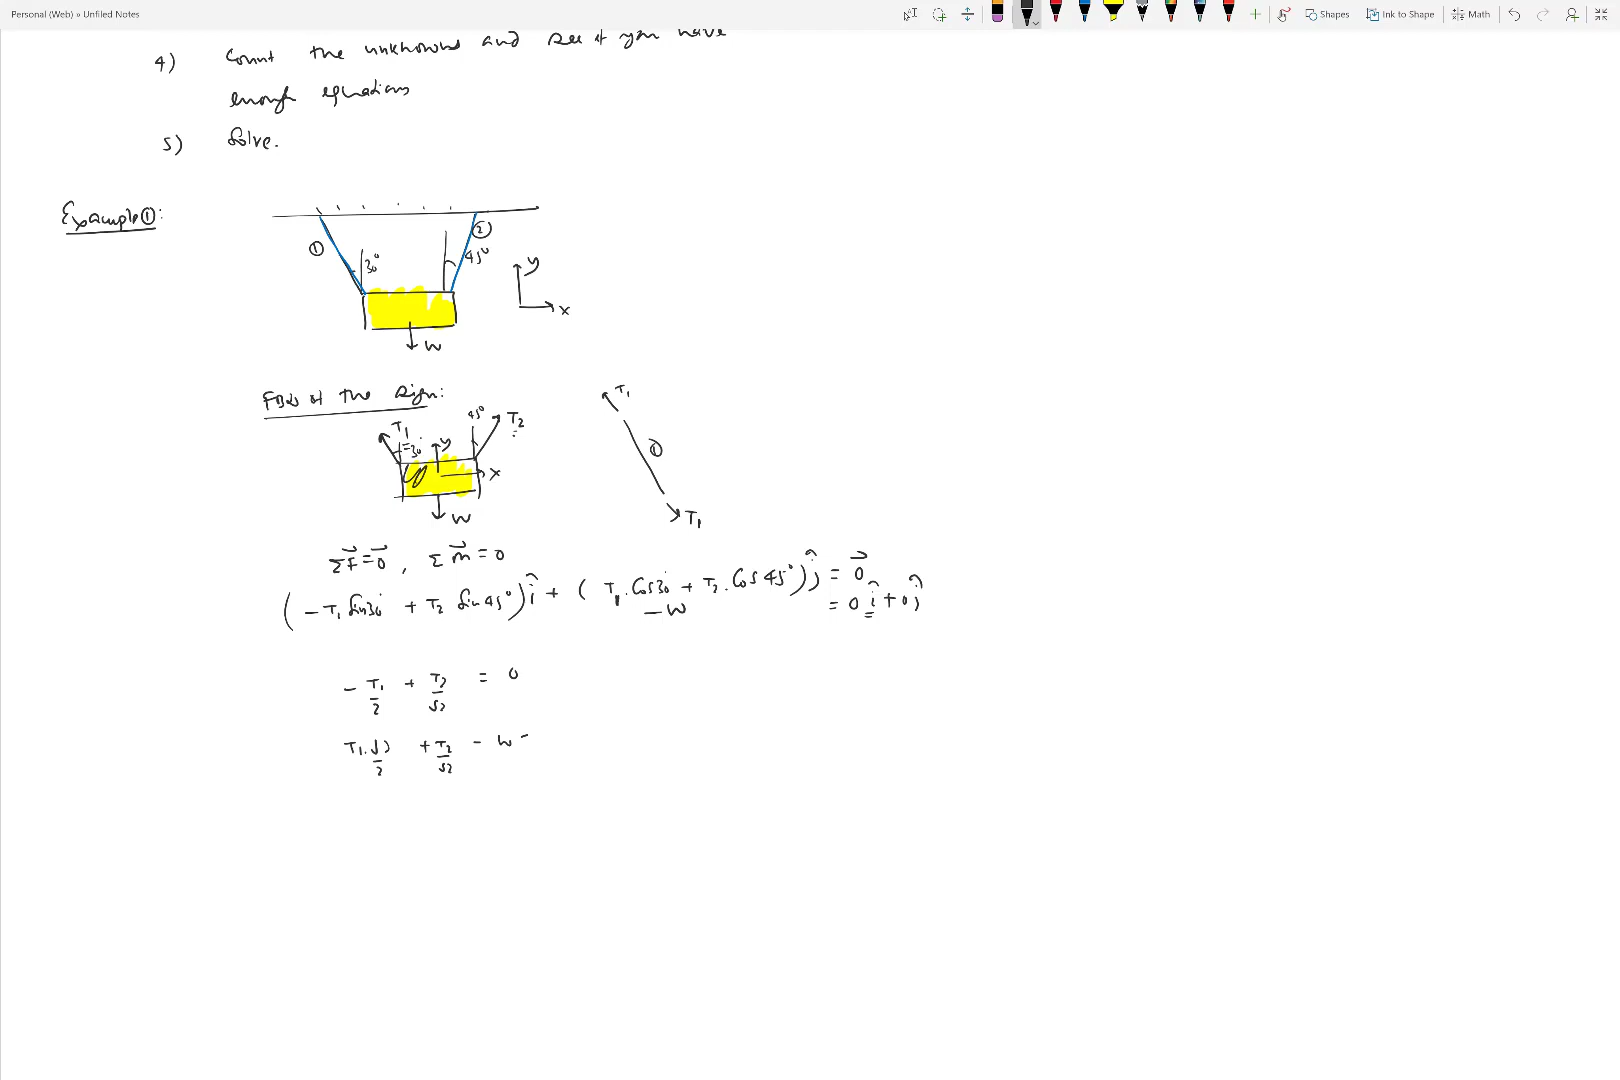 Personal (Web) » Unfiled Notes
Shapes
Ink to Shape
Math
4) Count the unknowns and see if you have
enough equations
5) Solve.
Example ①:
① 30° 45° ②
y
x
W
FBD of the sign:
T₁
45°
T₂
T₁
30°
y
x
①
W
T₁
ΣF⃗ = 0⃗, Σm⃗ = 0
(-T₁ Sin30° + T₂ Sin45°) î + (T₁. Cos30° + T₂. Cos45°) ĵ = 0⃗
- W
= 0 î + 0 ĵ
- T₁/2 + T₂/√2 = 0
T₁.√3/2 + T₂/√2 - W -